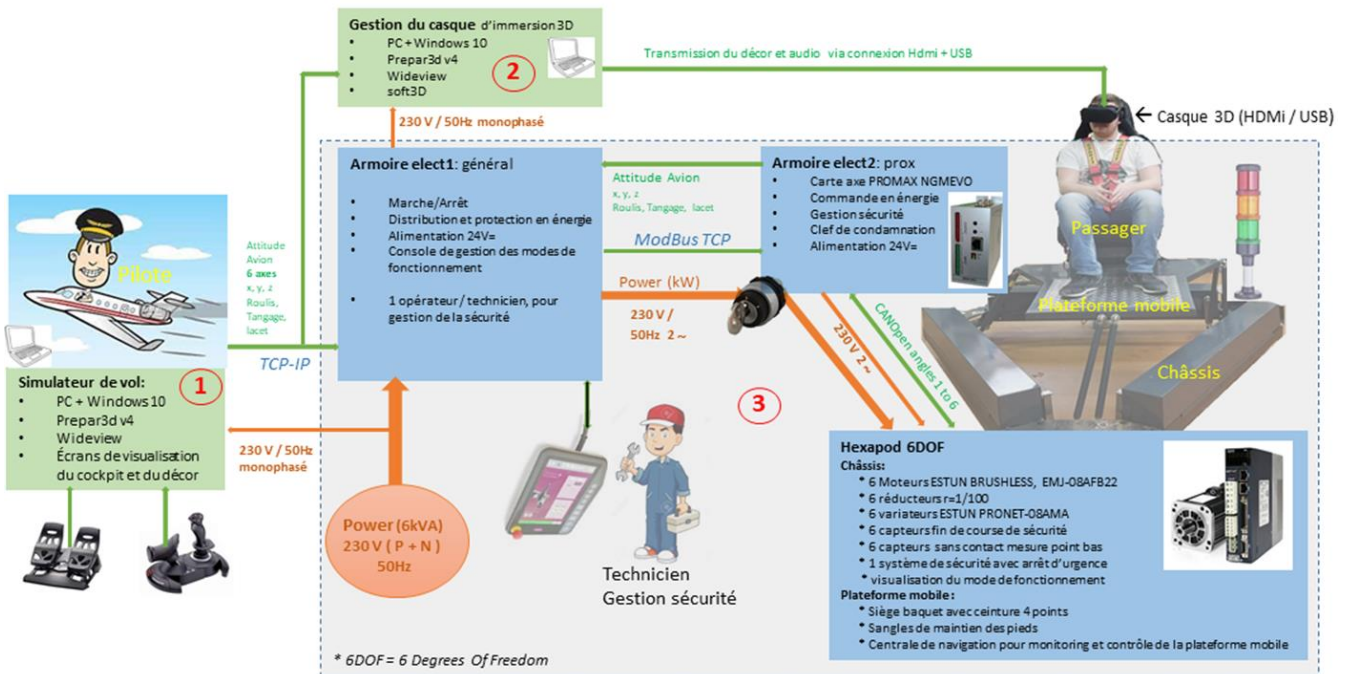 Gestion du casque d'immersion 3D
• PC + Windows 10
• Prepar3d v4
• Wideview
• soft3D
2
Transmission du décor et audio via connexion Hdmi + USB
← Casque 3D (HDMi / USB)
230 V / 50Hz monophasé
Armoire elect1: général
• Marche/Arrêt
• Distribution et protection en énergie
• Alimentation 24V=
• Console de gestion des modes de
fonctionnement
• 1 opérateur/ technicien, pour
gestion de la sécurité
Attitude Avion
x, y, z
Roulis, Tangage, lacet
ModBus TCP
Power (kW)
230 V /
50Hz 2 ~
Armoire elect2: prox
• Carte axe PROMAX NGMEVO
• Commande en énergie
• Gestion sécurité
• Clef de condamnation
• Alimentation 24V=
Passager
Plateforme mobile
Châssis
Pilote
Attitude
Avion
6 axes
x, y, z
Roulis,
Tangage,
lacet
TCP-IP
Simulateur de vol:
1
• PC + Windows 10
• Prepar3d v4
• Wideview
• Écrans de visualisation
du cockpit et du décor
230 V / 50Hz
monophasé
Power (6kVA)
230 V ( P + N )
50Hz
CANOpen angles 1 to 6
230 V 2 ~
3
Technicien
Gestion sécurité
Hexapod 6DOF
Châssis:
* 6 Moteurs ESTUN BRUSHLESS, EMJ-08AFB22
* 6 réducteurs r=1/100
* 6 variateurs ESTUN PRONET-08AMA
* 6 capteurs fin de course de sécurité
* 6 capteurs sans contact mesure point bas
* 1 système de sécurité avec arrêt d'urgence
* visualisation du mode de fonctionnement
Plateforme mobile :
* Siège baquet avec ceinture 4 points
* Sangles de maintien des pieds
* Centrale de navigation pour monitoring et contrôle de la plateforme mobile
* 6DOF = 6 Degrees Of Freedom